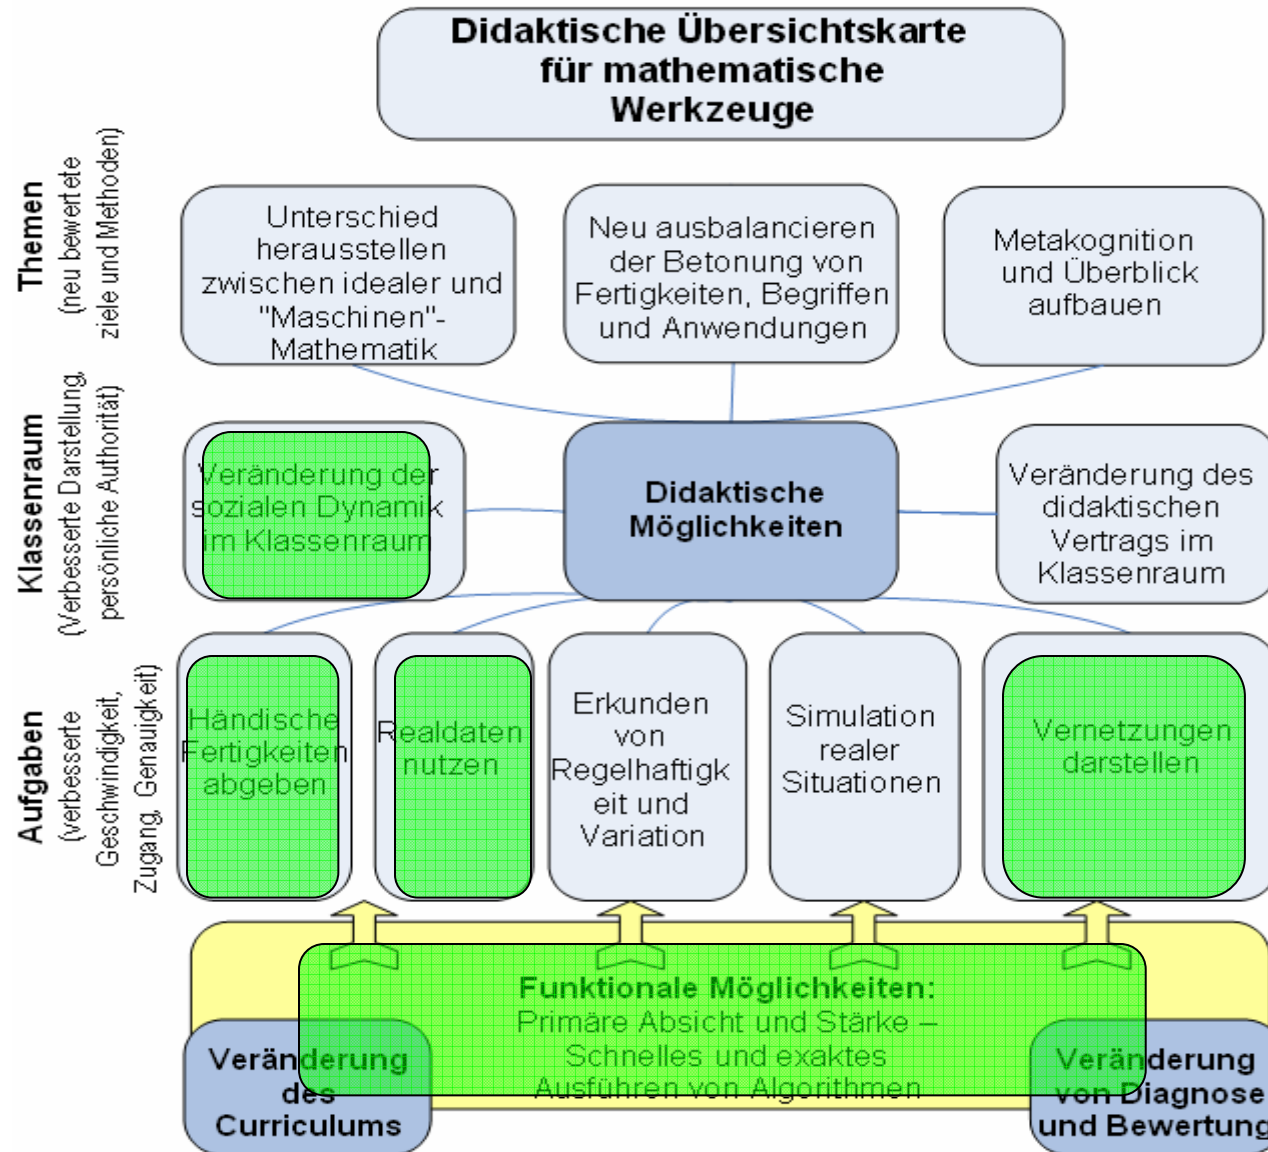 Didaktische Übersichtskarte
für mathematische
Werkzeuge
Themen
(neu bewertete
ziele und Methoden)
Unterschied
herausstellen
zwischen idealer und
"Maschinen"-
Mathematik
Neu ausbalancieren
der Betonung von
Fertigkeiten, Begriffen
und Anwendungen
Metakognition
und Überblick
aufbauen
Klassenraum
(Verbesserte Darstellung,
persönliche Authorität)
Veränderung der
sozialen Dynamik
im Klassenraum
Didaktische
Möglichkeiten
Veränderung des
didaktischen
Vertrags im
Klassenraum
Aufgaben
(verbesserte
Geschwindigkeit,
Zugang, Genauigkeit)
Händische
Fertigkeiten
abgeben
Realdaten
nutzen
Erkunden
von
Regelhaftigk
eit und
Variation
Simulation
realer
Situationen
Vernetzungen
darstellen
Funktionale Möglichkeiten:
Primäre Absicht und Stärke –
Schnelles und exaktes
Ausführen von Algorithmen
Veränderung
des
Curriculums
Veränderung
von Diagnose
und Bewertung